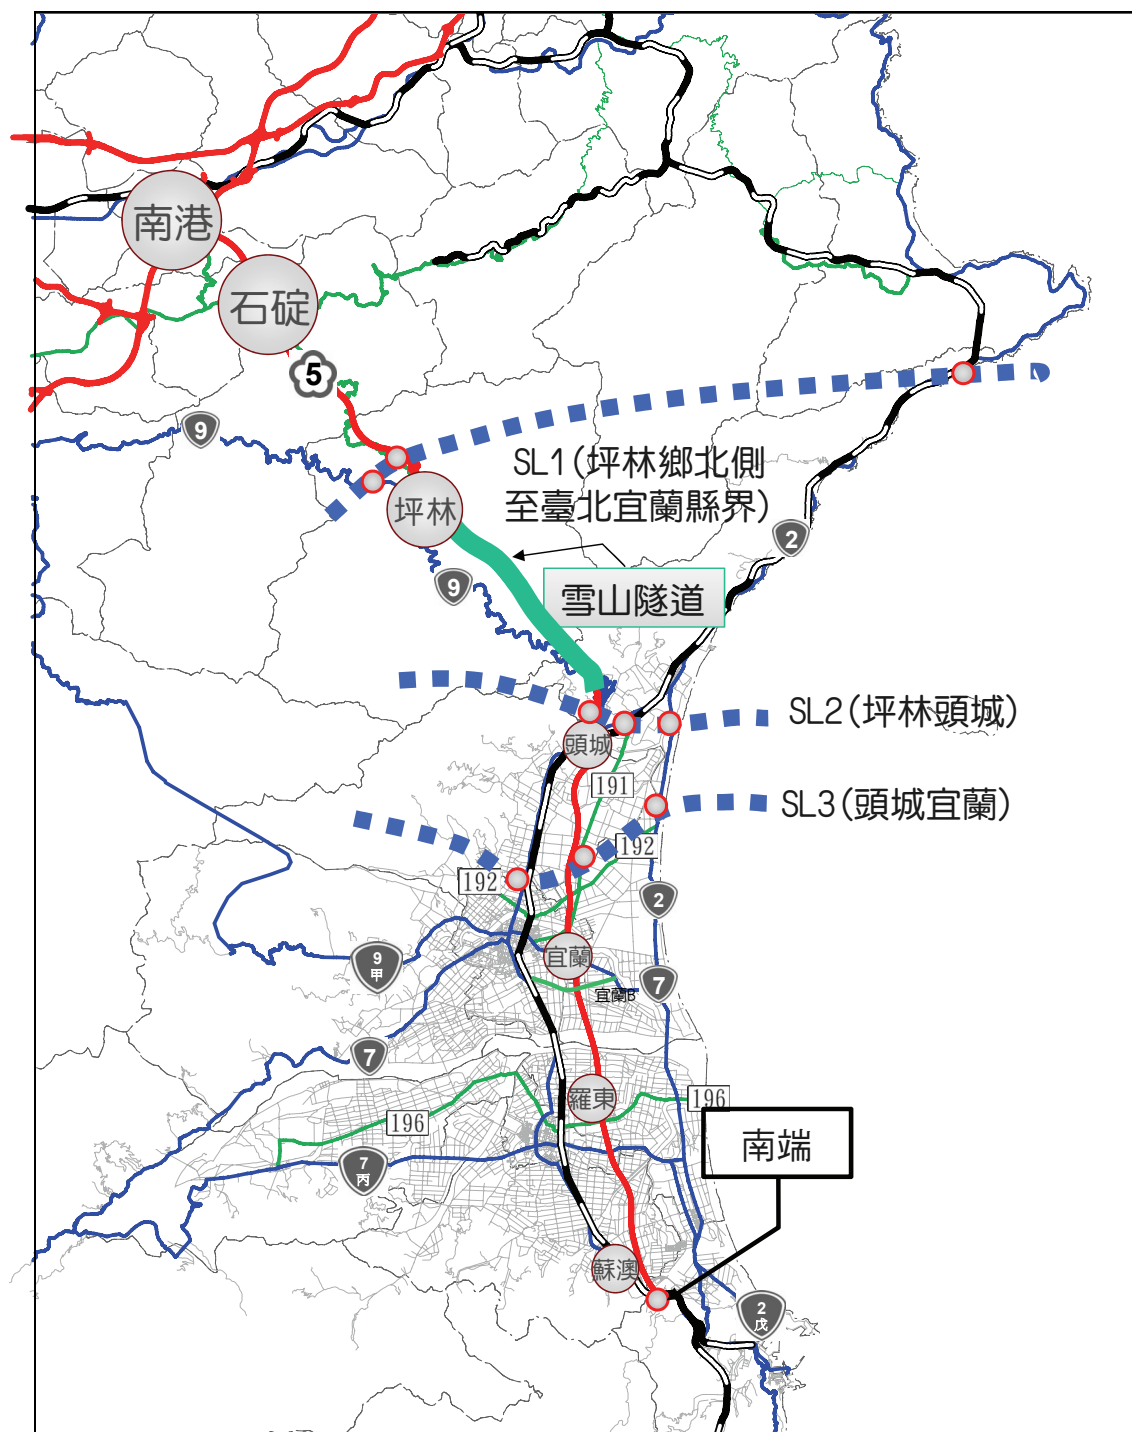 南港
石碇
5
9
SL1(坪林鄉北側
至臺北宜蘭縣界)
坪林
2
9
雪山隧道
SL2(坪林頭城)
頭城
191
SL3(頭城宜蘭)
192
192
2
宜蘭
9
甲
7
宜蘭B
7
羅東
196
196
南端
7
丙
蘇澳
2
戊